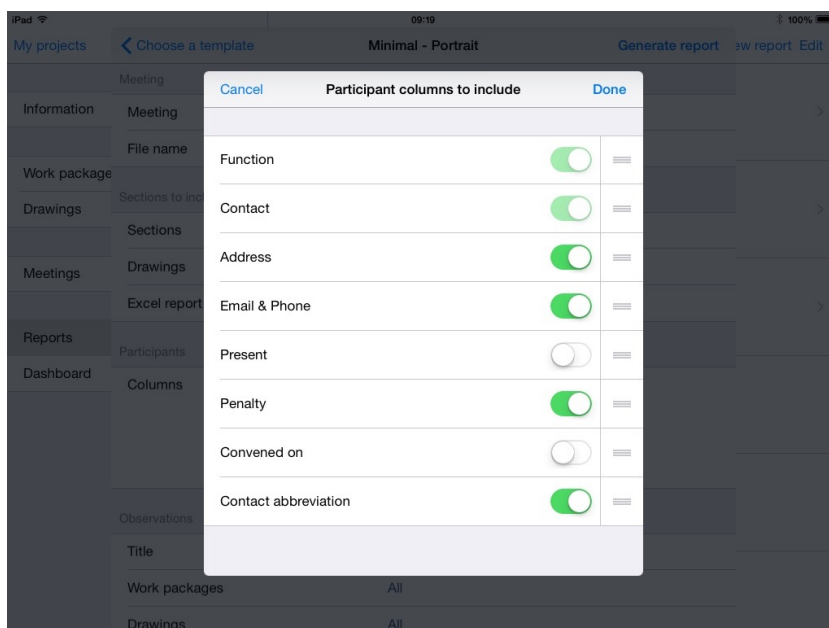 iPad 09:19 100%
My projects Choose a template Minimal - Portrait Generate report ew report Edit
Meeting
Cancel Participant columns to include Done
Information Meeting
File name
Function
Work package
Sections to inc
Contact
Drawings
Sections
Address
Drawings
Meetings
Excel report Email & Phone
Reports
Participants Present
Dashboard
Columns
Penalty
Convened on
Contact abbreviation
Observations
Title
Work packages All
Drawings All